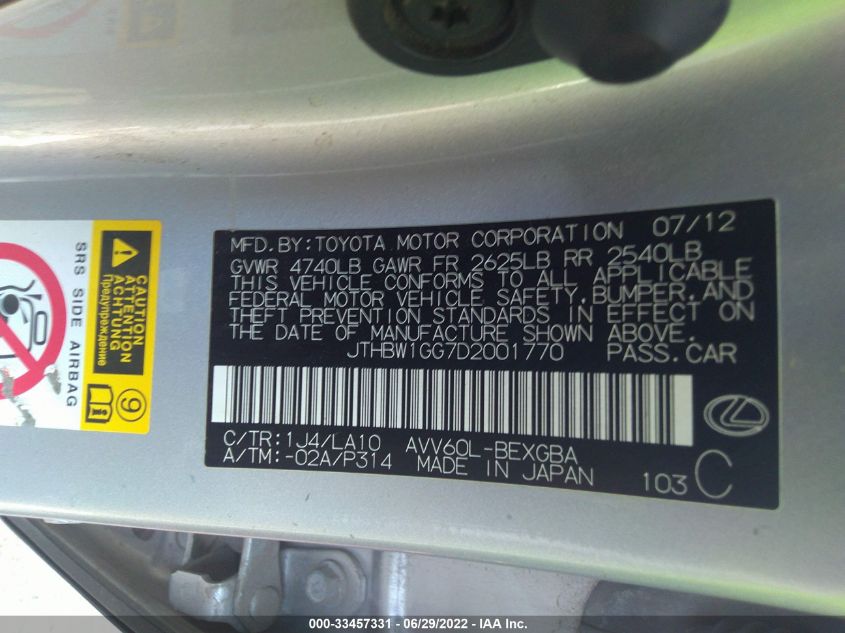 MFD. BY: TOYOTA MOTOR CORPORATION 07/12
GVWR 4740LB GAWR FR 2625LB RR 2540LB
THIS VEHICLE CONFORMS TO ALL APPLICABLE
FEDERAL MOTOR VEHICLE SAFETY, BUMPER, AND
THEFT PREVENTION STANDARDS IN EFFECT ON
THE DATE OF MANUFACTURE SHOWN ABOVE.
JTHBW1GG7D2001770 PASS. CAR
C/TR: 1J4/LA10 AVV60L-BEXGBA
A/TM: -02A/P314 MADE IN JAPAN 103 C
SRS SIDE AIRBAG
CAUTION
ATTENTION
ACHTUNG
Предупреждение
9
000-33457331 - 06/29/2022 - IAA Inc.